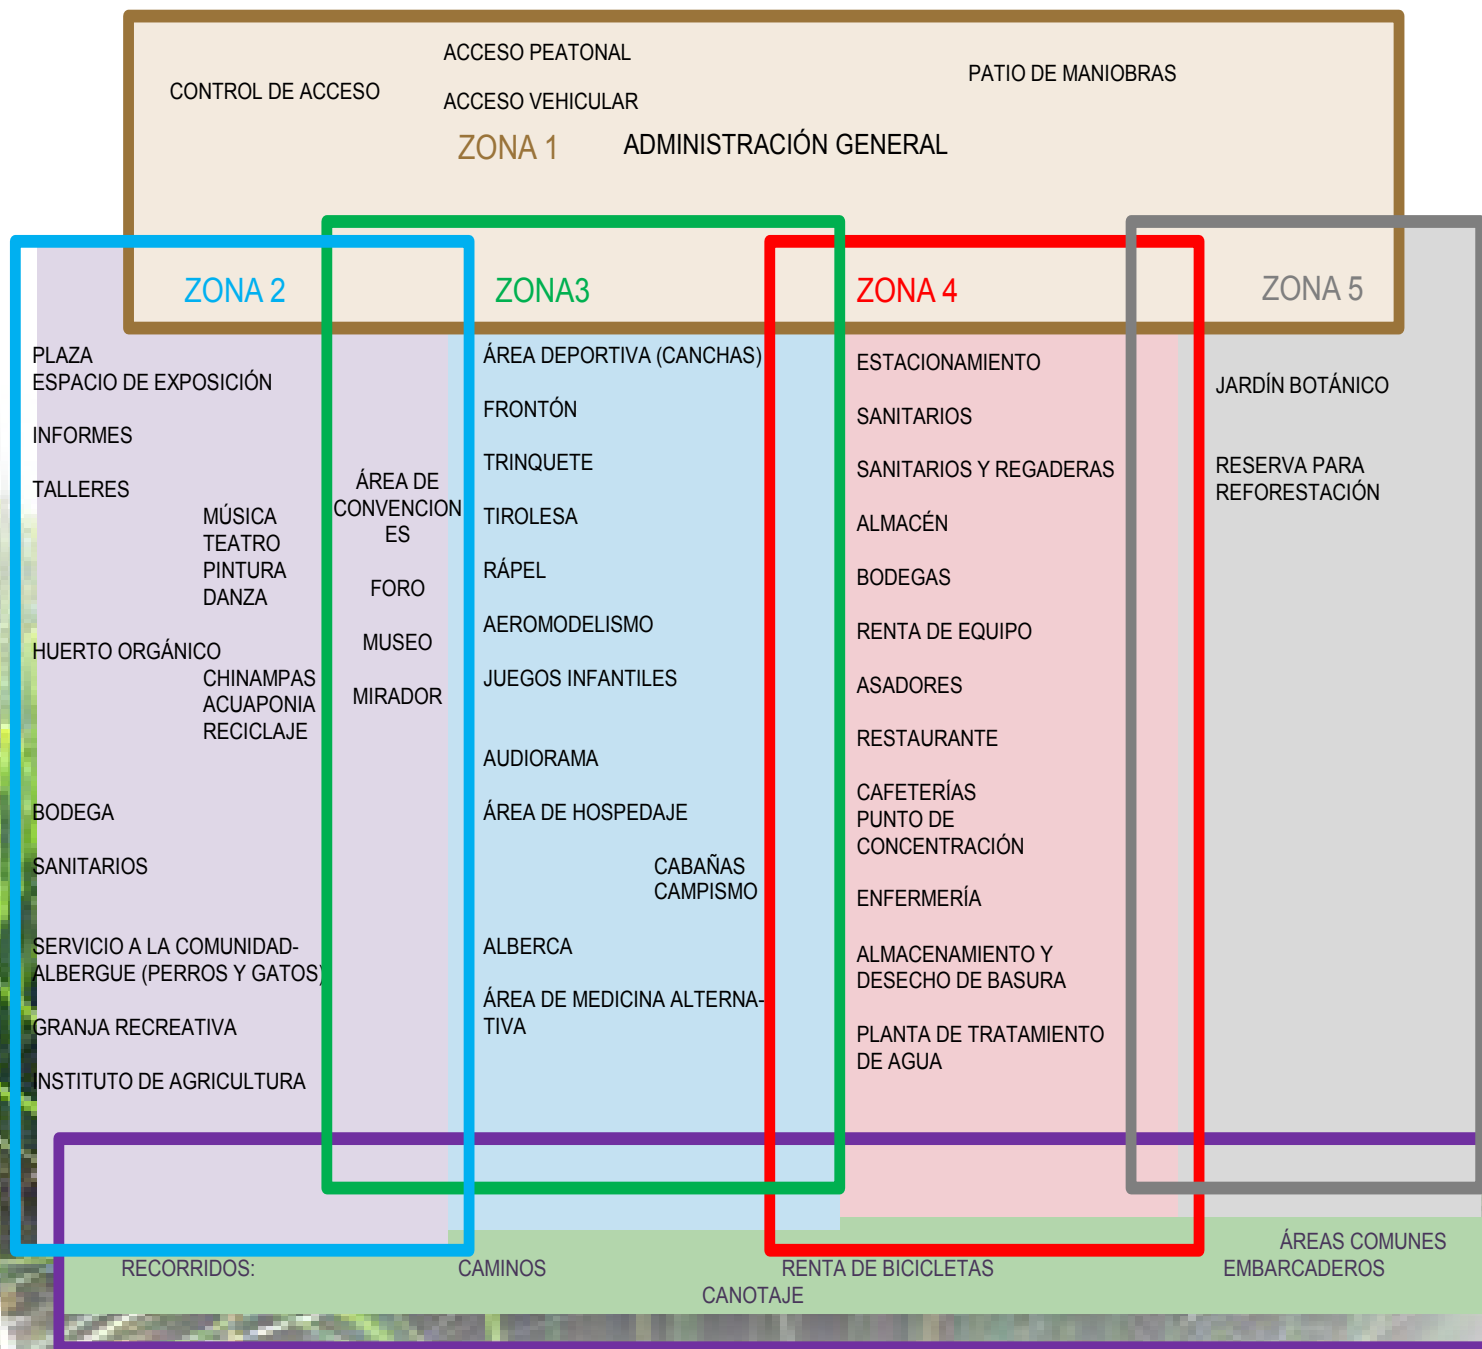 CONTROL DE ACCESO
ACCESO PEATONAL
ACCESO VEHICULAR
PATIO DE MANIOBRAS
ZONA 1
ADMINISTRACIÓN GENERAL
ZONA 2
PLAZA
ESPACIO DE EXPOSICIÓN
INFORMES
TALLERES
MÚSICA
TEATRO
PINTURA
DANZA
HUERTO ORGÁNICO
CHINAMPAS
ACUAPONIA
RECICLAJE
BODEGA
SANITARIOS
SERVICIO A LA COMUNIDAD-
ALBERGUE (PERROS Y GATOS)
GRANJA RECREATIVA
INSTITUTO DE AGRICULTURA
ÁREA DE
CONVENCION
ES
FORO
MUSEO
MIRADOR
ZONA3
ÁREA DEPORTIVA (CANCHAS)
FRONTÓN
TRINQUETE
TIROLESA
RÁPEL
AEROMODELISMO
JUEGOS INFANTILES
AUDIORAMA
ÁREA DE HOSPEDAJE
CABAÑAS
CAMPISMO
ALBERCA
ÁREA DE MEDICINA ALTERNA-
TIVA
ZONA 4
ESTACIONAMIENTO
SANITARIOS
SANITARIOS Y REGADERAS
ALMACÉN
BODEGAS
RENTA DE EQUIPO
ASADORES
RESTAURANTE
CAFETERÍAS
PUNTO DE
CONCENTRACIÓN
ENFERMERÍA
ALMACENAMIENTO Y
DESECHO DE BASURA
PLANTA DE TRATAMIENTO
DE AGUA
ZONA 5
JARDÍN BOTÁNICO
RESERVA PARA
REFORESTACIÓN
ÁREAS COMUNES
RECORRIDOS:
CAMINOS
RENTA DE BICICLETAS
EMBARCADEROS
CANOTAJE